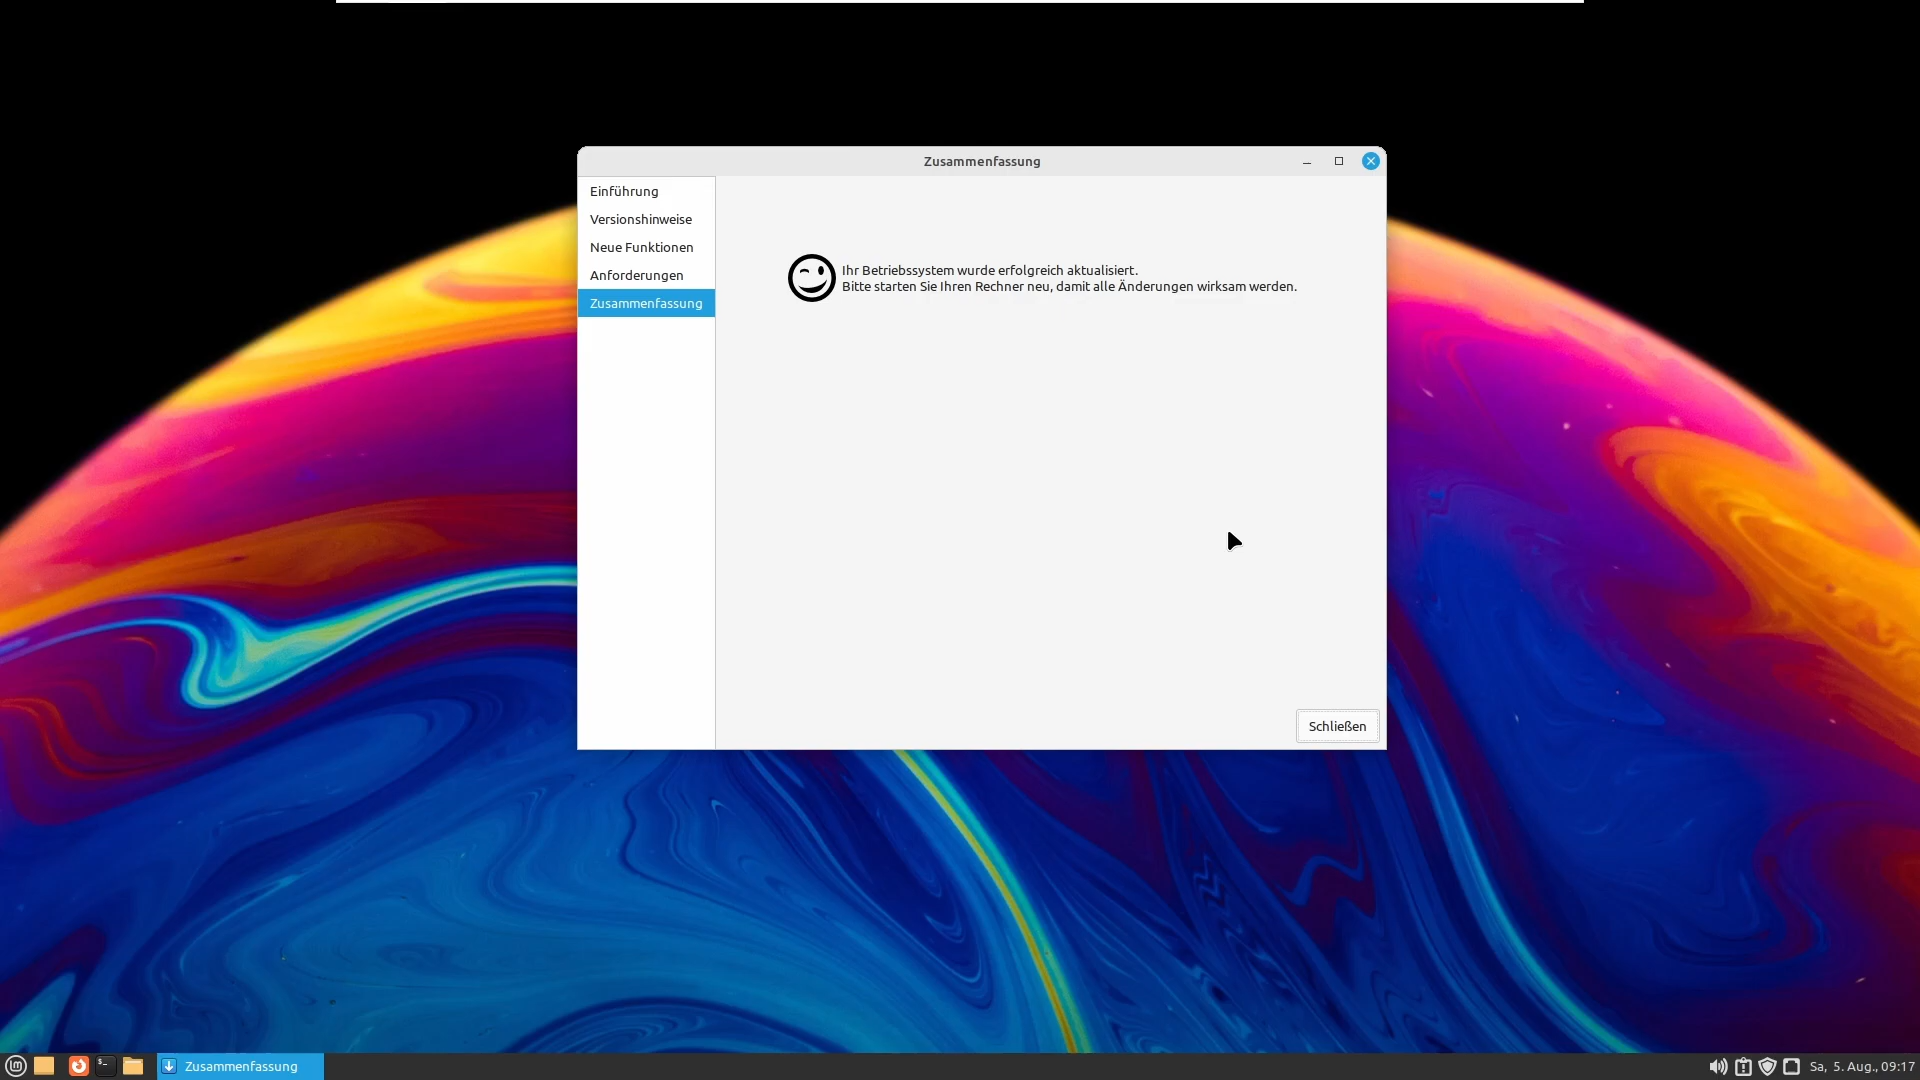 Zusammenfassung
Einführung
Versionshinweise
Neue Funktionen
Anforderungen
Zusammenfassung
Ihr Betriebssystem wurde erfolgreich aktualisiert.
Bitte starten Sie Ihren Rechner neu, damit alle Änderungen wirksam werden.
Schließen
Zusammenfassung
Sa, 5. Aug., 09:17